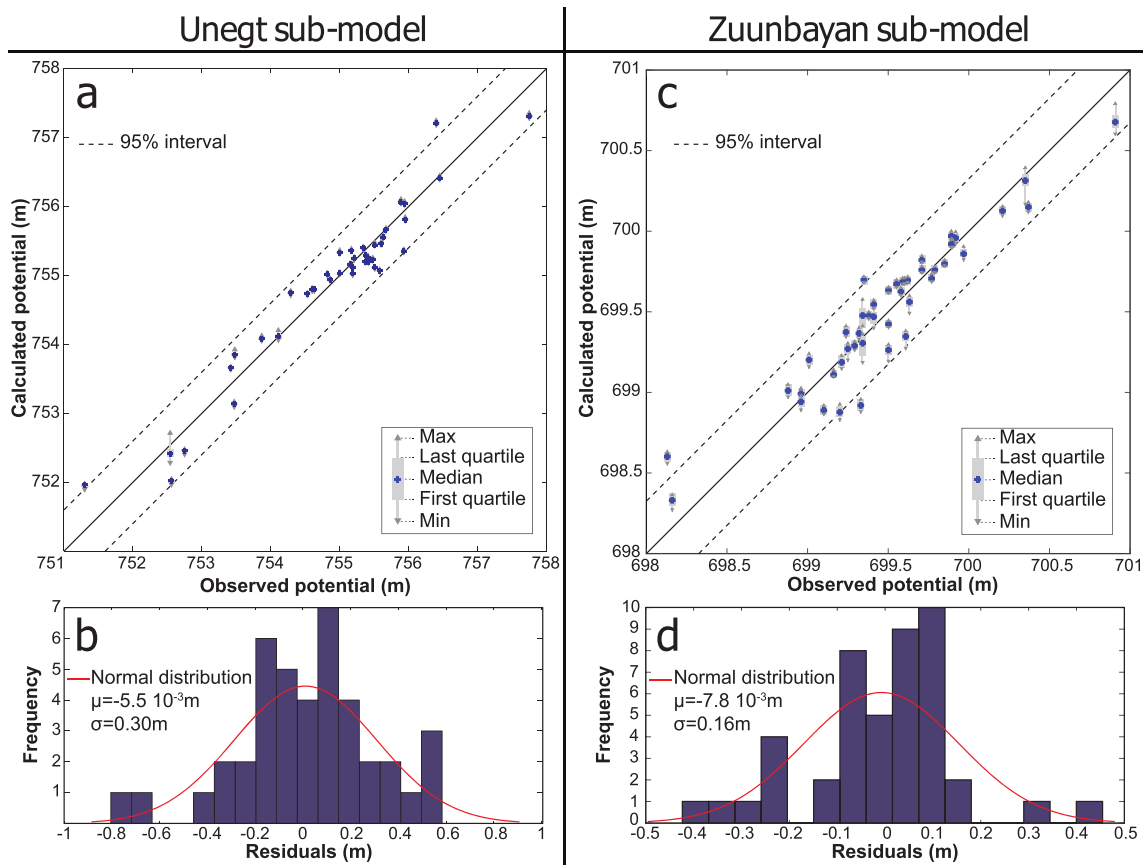 Unegt sub-model
Zuunbayan sub-model
a
758
757
756
755
754
753
752
751
Calculated potential (m)
95% interval
Max
Last quartile
Median
First quartile
Min
751 752 753 754 755 756 757 758
Observed potential (m)
c
701
700.5
700
699.5
699
698.5
698
Calculated potential (m)
95% interval
Max
Last quartile
Median
First quartile
Min
698 698.5 699 699.5 700 700.5 701
Observed potential (m)
b
7
6
5
4
3
2
1
Frequency
Normal distribution
μ=-5.5 10-3m
σ=0.30m
-1 -0.8 -0.6 -0.4 -0.2 0 0.2 0.4 0.6 0.8 1
Residuals (m)
d
10
9
8
7
6
5
4
3
2
1
0
Frequency
Normal distribution
μ=-7.8 10-3m
σ=0.16m
-0.5 -0.4 -0.3 -0.2 -0.1 0 0.1 0.2 0.3 0.4 0.5
Residuals (m)